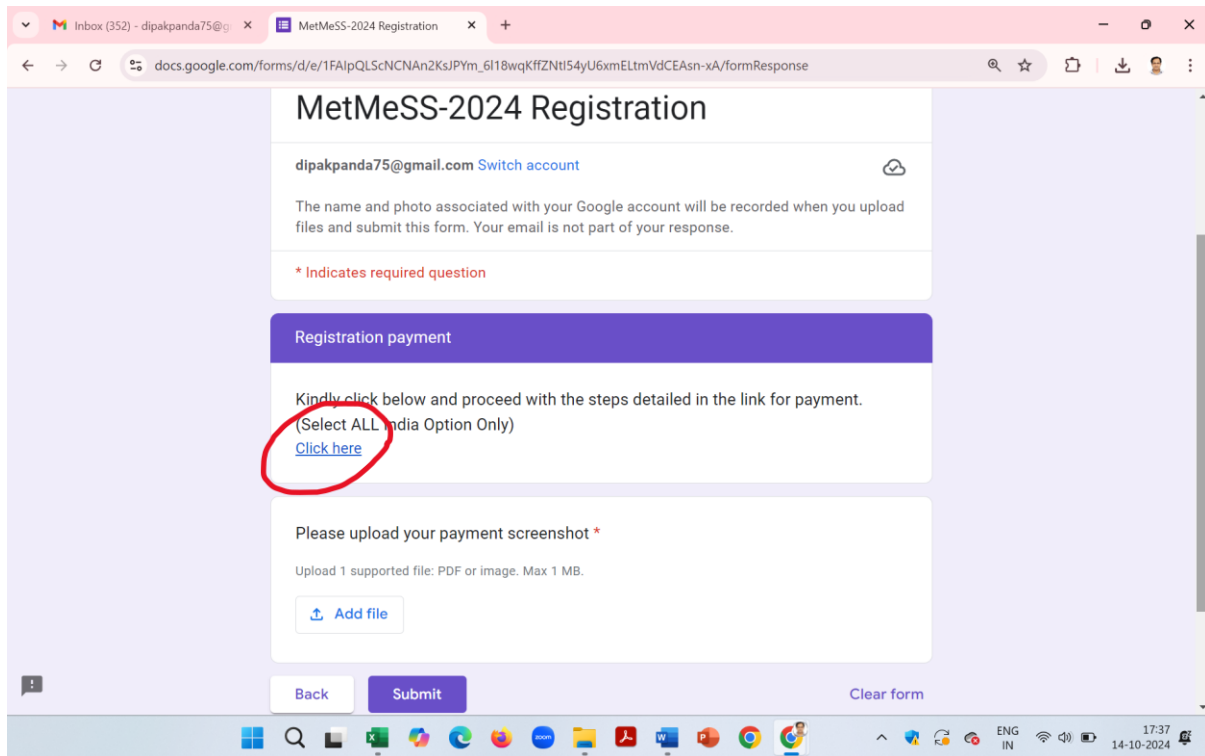 Inbox (352) - dipakpanda75@g
MetMeSS-2024 Registration
docs.google.com/forms/d/e/1FAIpQLScNCNAn2KsJPYm_6l18wqKffZNtI54yU6xmELtmVdCEAsn-xA/formResponse
MetMeSS-2024 Registration
dipakpanda75@gmail.com Switch account
The name and photo associated with your Google account will be recorded when you upload
files and submit this form. Your email is not part of your response.
* Indicates required question
Registration payment
Kindly click below and proceed with the steps detailed in the link for payment.
(Select ALL India Option Only)
Click here
Please upload your payment screenshot *
Upload 1 supported file: PDF or image. Max 1 MB.
Add file
Back Submit Clear form
zoom
ENG
IN
17:37
14-10-2024